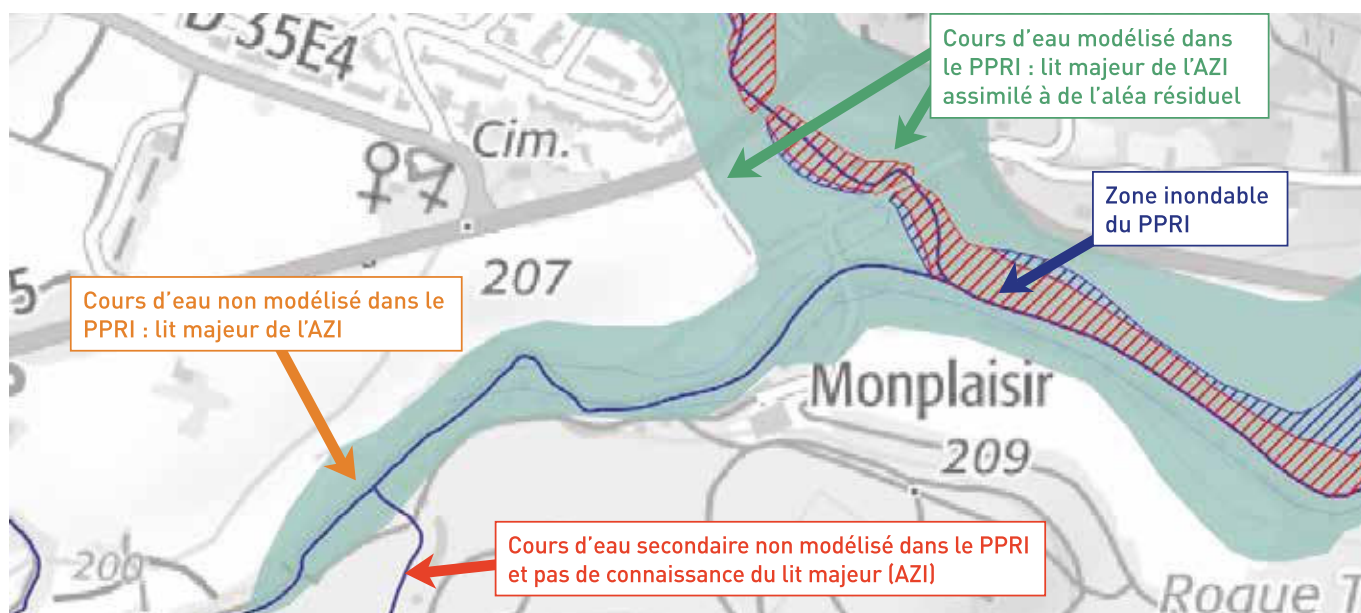 D 35E4
Cours d’eau modélisé dans
le PPRI : lit majeur de l’AZI
assimilé à de l’aléa résiduel
Cim.
Zone inondable
du PPRI
207
5
Cours d’eau non modélisé dans le
PPRI : lit majeur de l’AZI
Monplaisir
209
Cours d’eau secondaire non modélisé dans le PPRI
et pas de connaissance du lit majeur (AZI)
200
Roque T